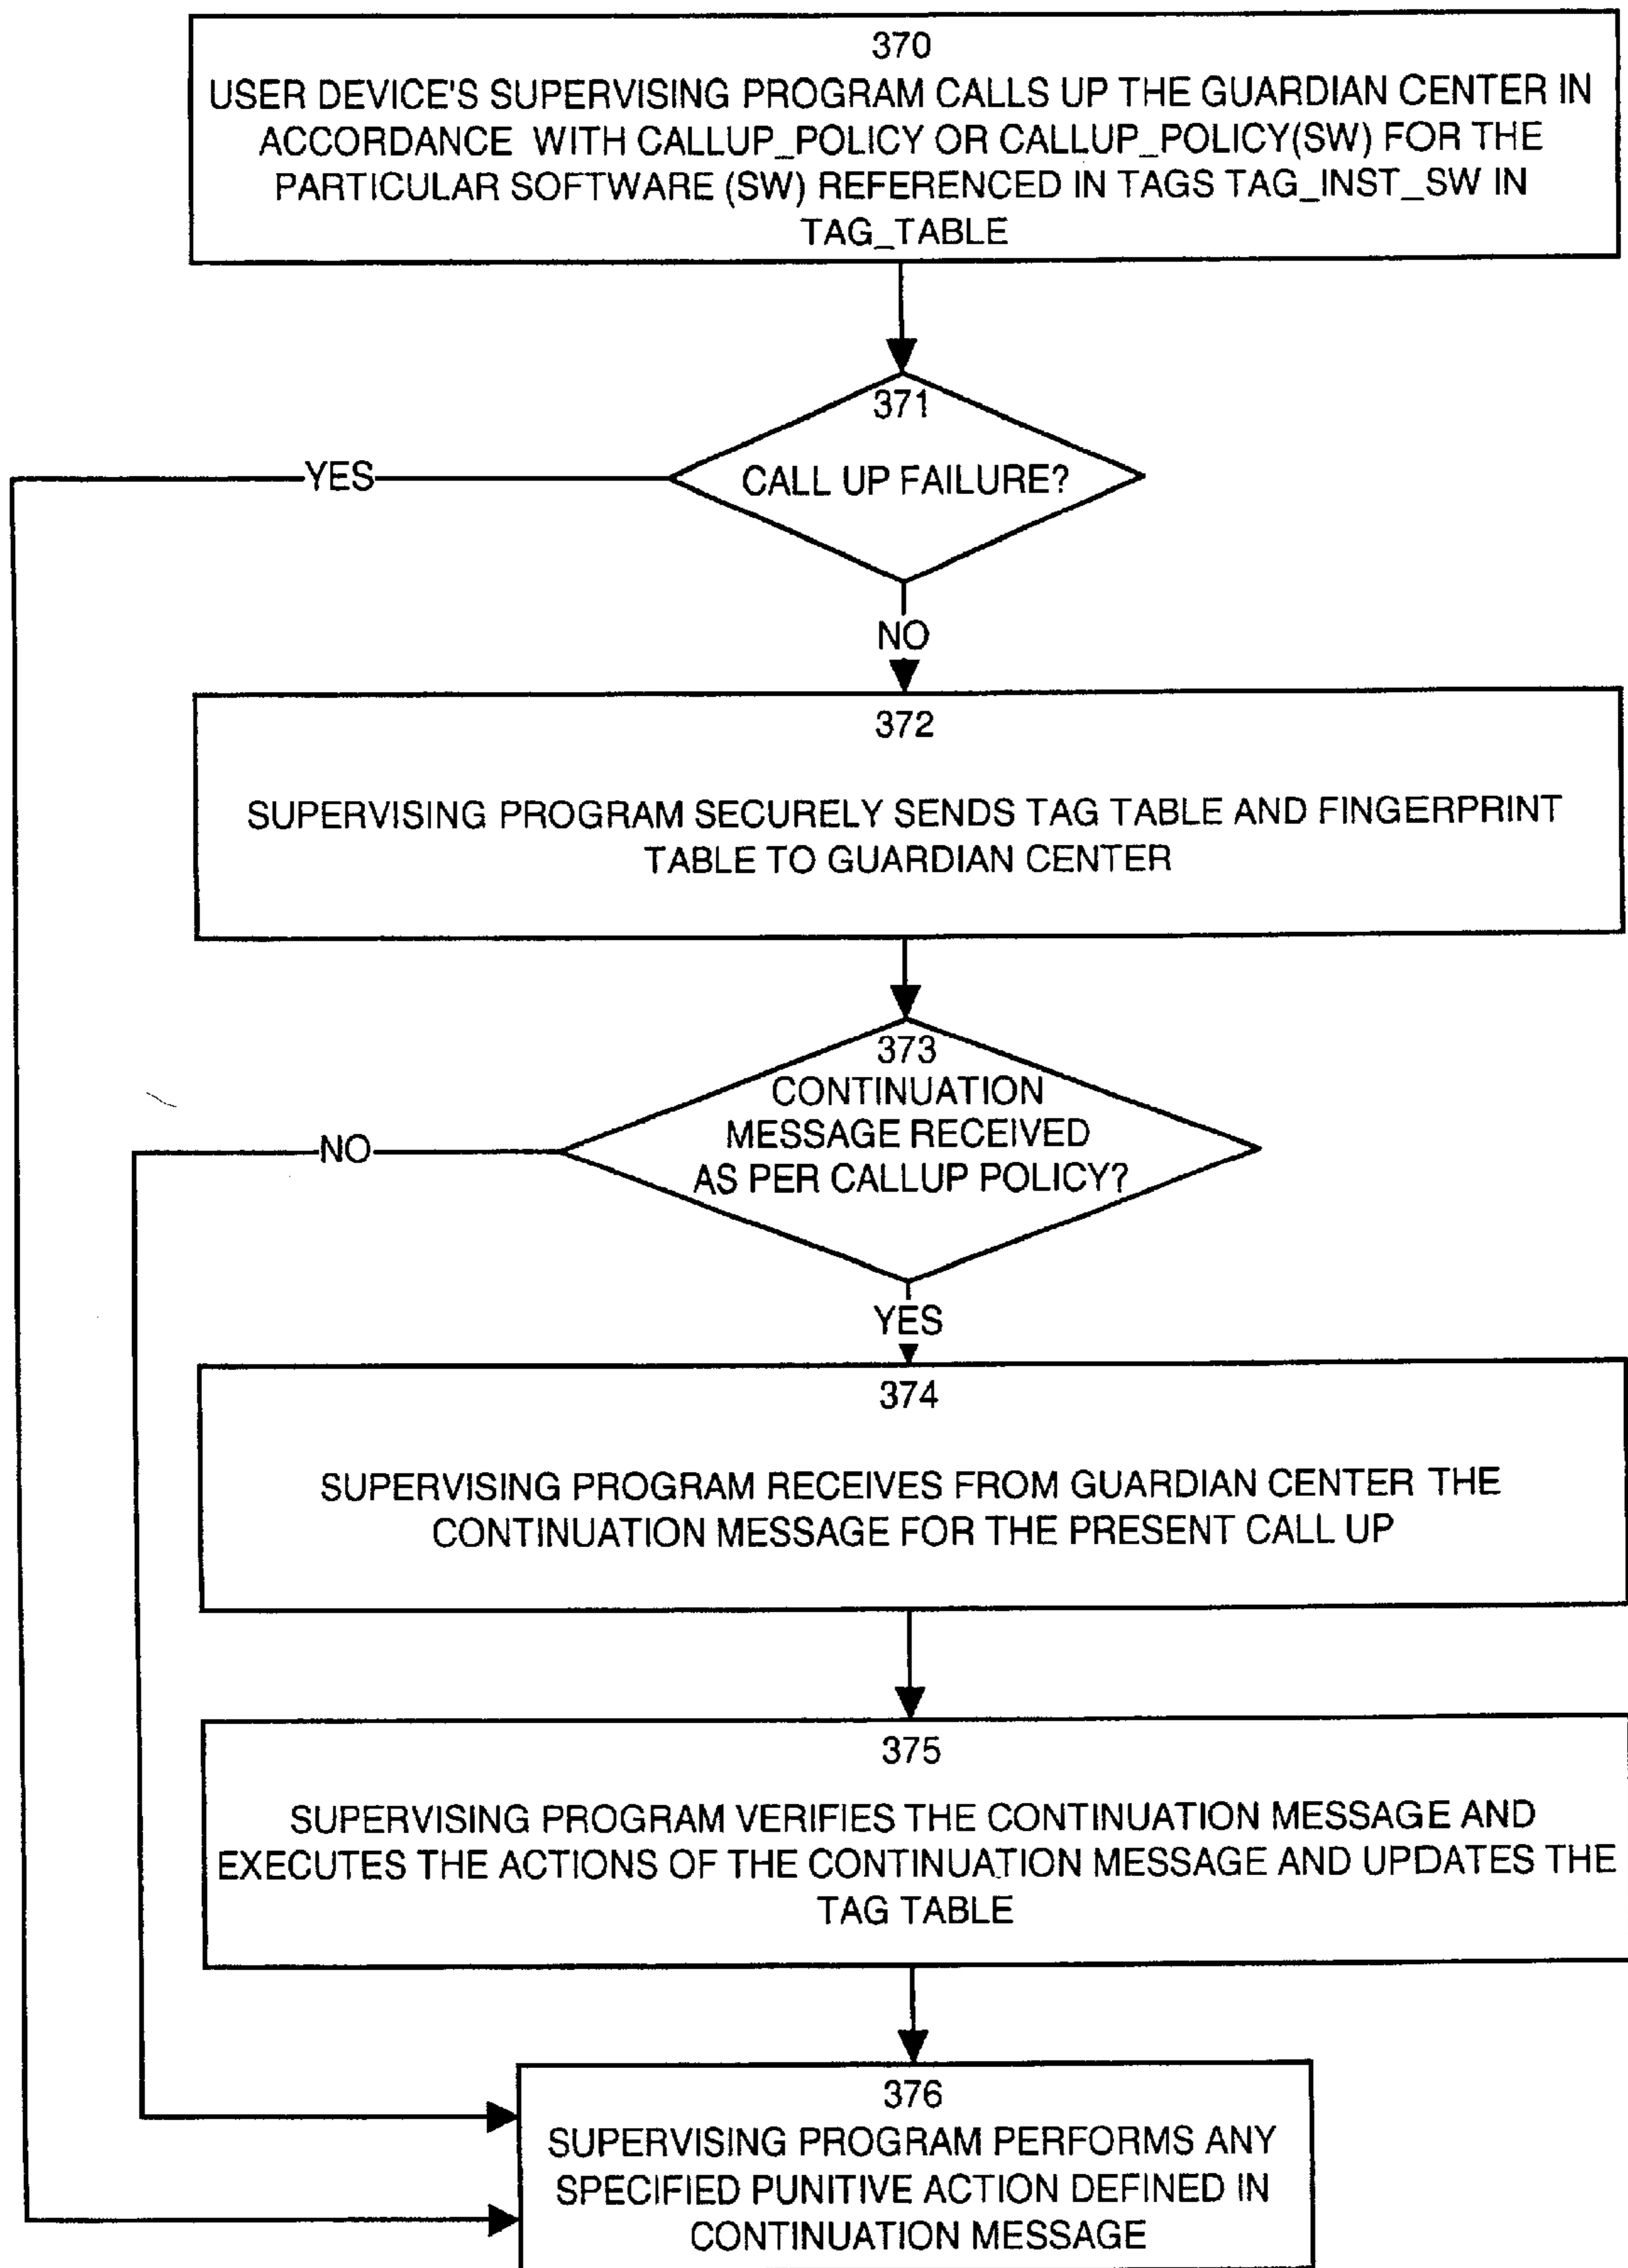 370
USER DEVICE'S SUPERVISING PROGRAM CALLS UP THE GUARDIAN CENTER IN
ACCORDANCE WITH CALLUP_POLICY OR CALLUP_POLICY(SW) FOR THE
PARTICULAR SOFTWARE (SW) REFERENCED IN TAGS TAG_INST_SW IN
TAG_TABLE
371
CALL UP FAILURE?
YES
NO
372
SUPERVISING PROGRAM SECURELY SENDS TAG TABLE AND FINGERPRINT
TABLE TO GUARDIAN CENTER
373
CONTINUATION
MESSAGE RECEIVED
AS PER CALLUP POLICY?
NO
YES
374
SUPERVISING PROGRAM RECEIVES FROM GUARDIAN CENTER THE
CONTINUATION MESSAGE FOR THE PRESENT CALL UP
375
SUPERVISING PROGRAM VERIFIES THE CONTINUATION MESSAGE AND
EXECUTES THE ACTIONS OF THE CONTINUATION MESSAGE AND UPDATES THE
TAG TABLE
376
SUPERVISING PROGRAM PERFORMS ANY
SPECIFIED PUNITIVE ACTION DEFINED IN
CONTINUATION MESSAGE